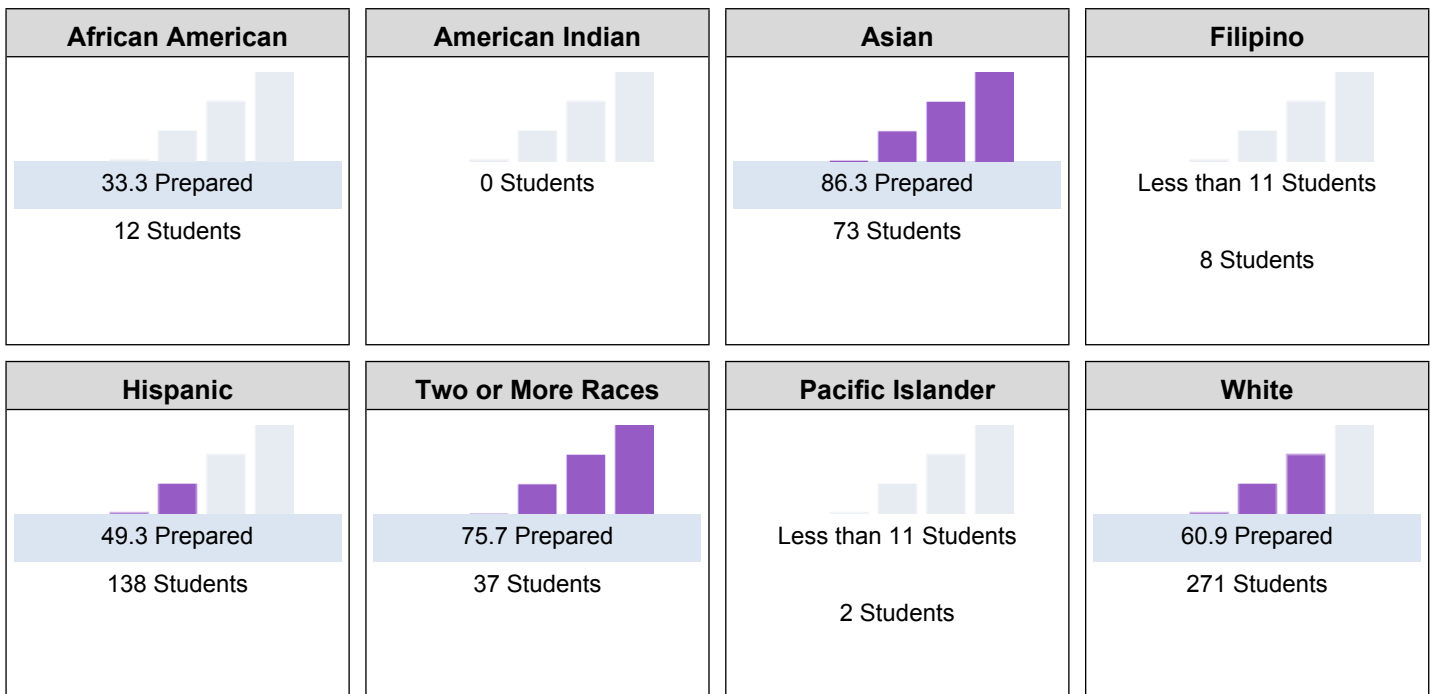 African American
33.3 Prepared
12 Students
American Indian
0 Students
Asian
86.3 Prepared
73 Students
Filipino
Less than 11 Students
8 Students
Hispanic
49.3 Prepared
138 Students
Two or More Races
75.7 Prepared
37 Students
Pacific Islander
Less than 11 Students
2 Students
White
60.9 Prepared
271 Students